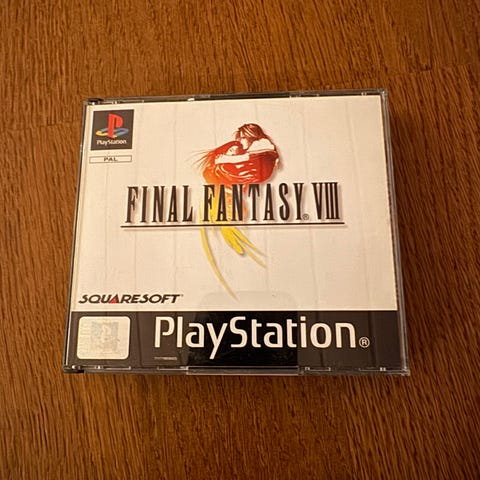 PlayStation
PAL
FINAL FANTASY® VIII
SQUARESOFT®
PlayStation®